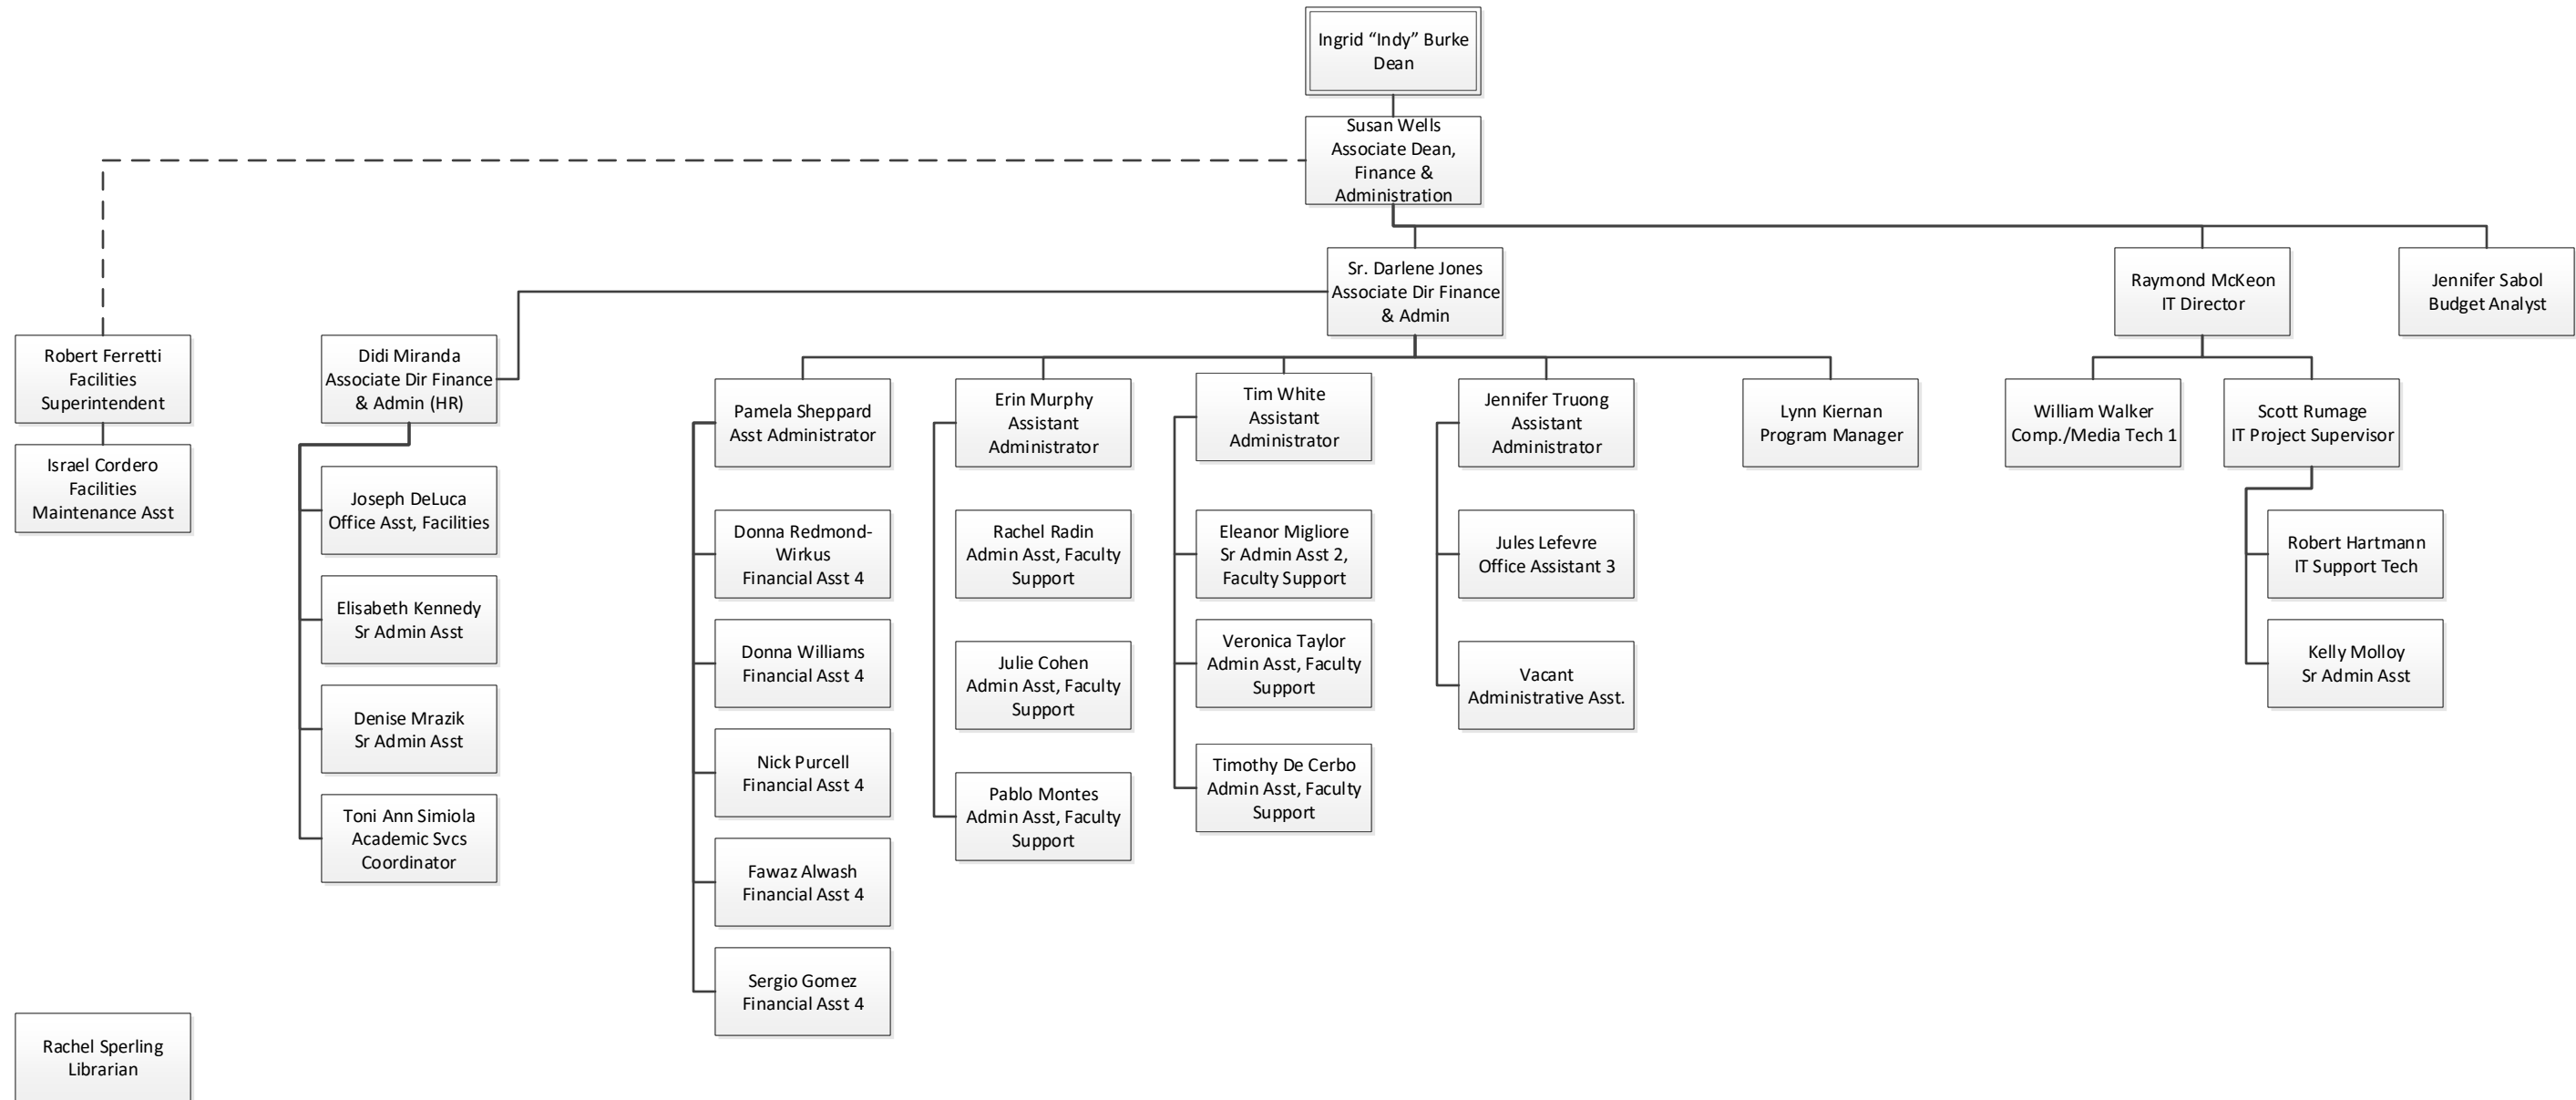 Ingrid “Indy” Burke
Dean
Susan Wells
Associate Dean,
Finance &
Administration
Sr. Darlene Jones
Associate Dir Finance
& Admin
Raymond McKeon
IT Director
Jennifer Sabol
Budget Analyst
Robert Ferretti
Facilities
Superintendent
Israel Cordero
Facilities
Maintenance Asst
Didi Miranda
Associate Dir Finance
& Admin (HR)
Joseph DeLuca
Office Asst, Facilities
Elisabeth Kennedy
Sr Admin Asst
Denise Mrazik
Sr Admin Asst
Toni Ann Simiola
Academic Svcs
Coordinator
Pamela Sheppard
Asst Administrator
Donna Redmond-
Wirkus
Financial Asst 4
Donna Williams
Financial Asst 4
Nick Purcell
Financial Asst 4
Fawaz Alwash
Financial Asst 4
Sergio Gomez
Financial Asst 4
Erin Murphy
Assistant
Administrator
Rachel Radin
Admin Asst, Faculty
Support
Julie Cohen
Admin Asst, Faculty
Support
Pablo Montes
Admin Asst, Faculty
Support
Tim White
Assistant
Administrator
Eleanor Migliore
Sr Admin Asst 2,
Faculty Support
Veronica Taylor
Admin Asst, Faculty
Support
Timothy De Cerbo
Admin Asst, Faculty
Support
Jennifer Truong
Assistant
Administrator
Jules Lefevre
Office Assistant 3
Vacant
Administrative Asst.
Lynn Kiernan
Program Manager
William Walker
Comp./Media Tech 1
Scott Rumage
IT Project Supervisor
Robert Hartmann
IT Support Tech
Kelly Molloy
Sr Admin Asst
Rachel Sperling
Librarian